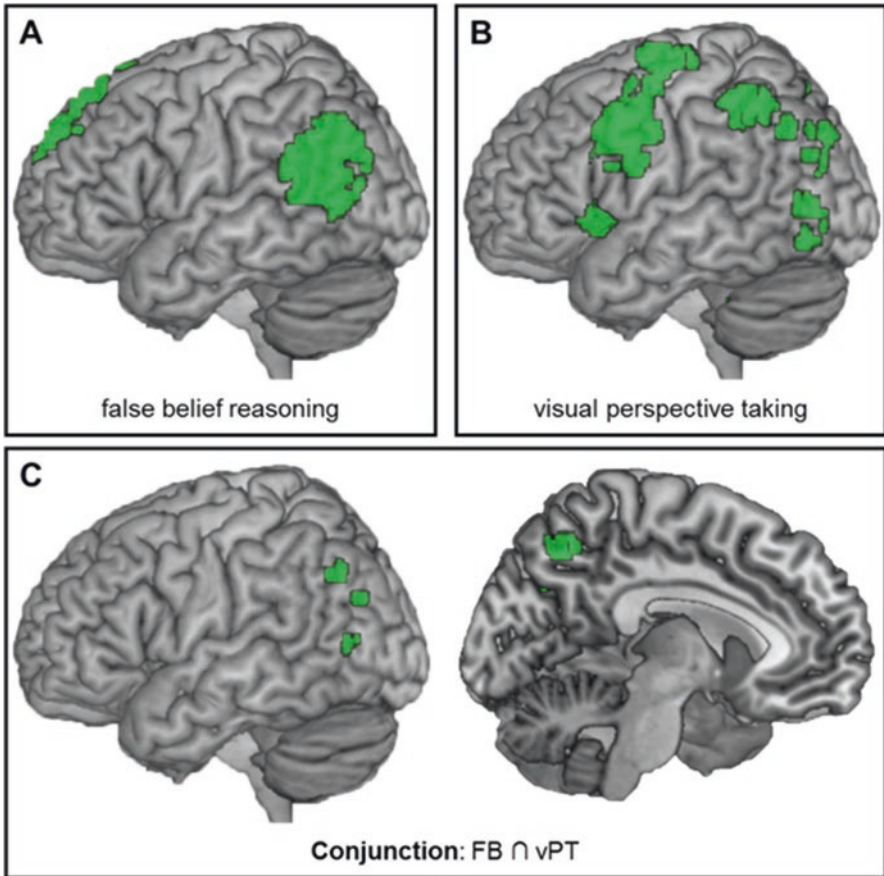 A
B
false belief reasoning
visual perspective taking
C
Conjunction: FB ∩ vPT